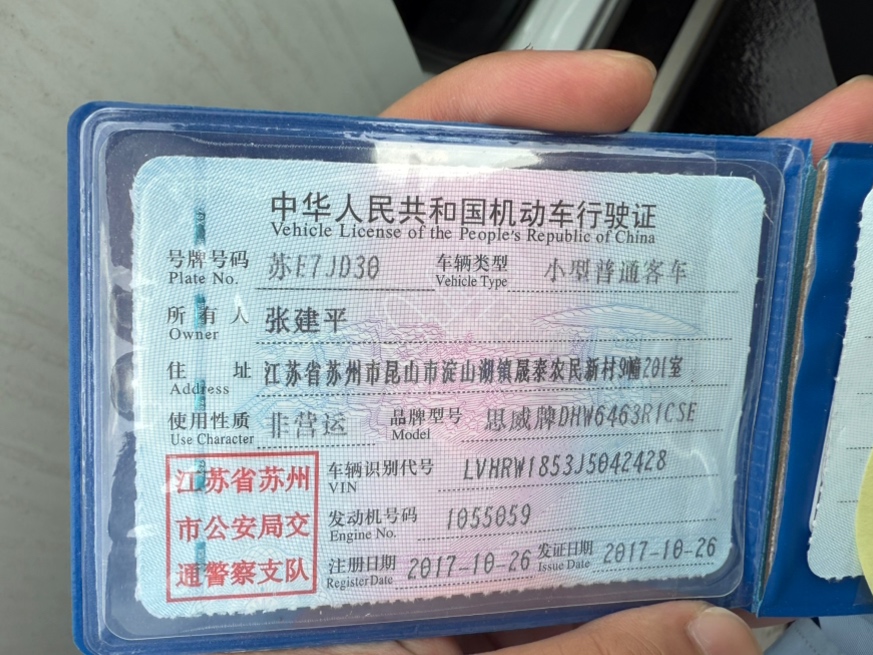 中华人民共和国机动车行驶证
Vehicle License of the People's Republic of China
号牌号码 苏E7JD30 车辆类型 小型普通客车
Plate No. Vehicle Type
所有人 张建平
Owner
住址 江苏省苏州市昆山市淀山湖镇晟泰农民新村9幢201室
Address
使用性质 非营运 品牌型号 思威牌DHW6463R1CSE
Use Character Model
江苏省苏州
市公安局交
通警察支队
车辆识别代号 LVHRW1853J5042428
VIN
发动机号码 1055059
Engine No.
注册日期 2017-10-26 发证日期 2017-10-26
Register Date Issue Date